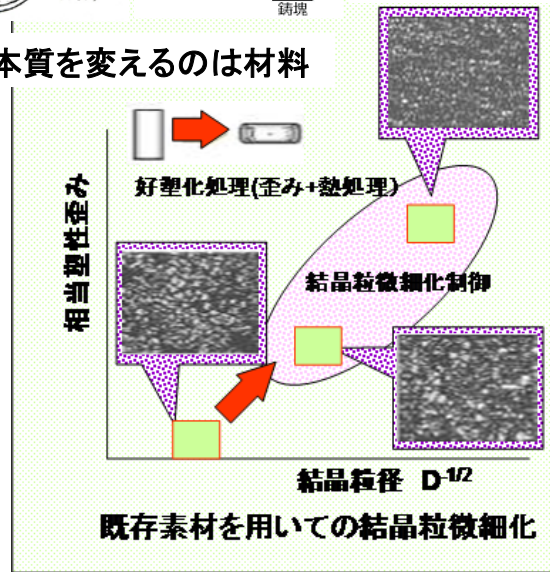 鋳塊
本質を変えるのは材料
好塑化処理(歪み+熱処理)
相当塑性歪み
結晶粒微細化制御
結晶粒径 D-1/2
既存素材を用いての結晶粒微細化